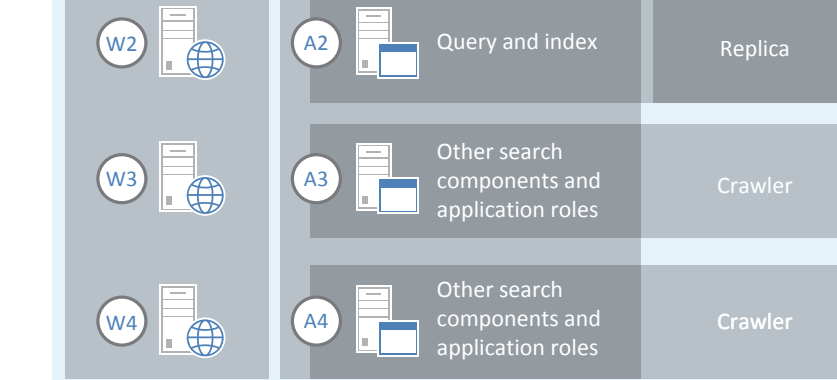 W2
A2
Query and index
Replica
W3
A3
Other search
components and
application roles
Crawler
W4
A4
Other search
components and
application roles
Crawler